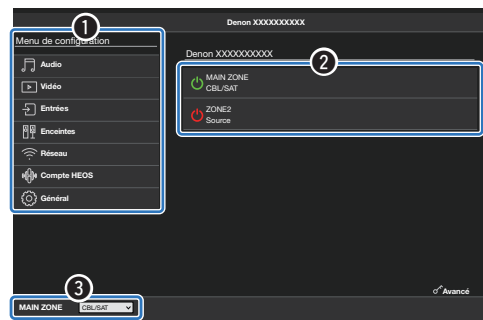 Denon XXXXXXXXXX
1
Menu de configuration
Audio
Vidéo
Entrées
Enceintes
Réseau
Compte HEOS
Général
Denon XXXXXXXXXX
2
MAIN ZONE
CBL/SAT
ZONE2
Source
Avancé
3
MAIN ZONE CBL/SAT